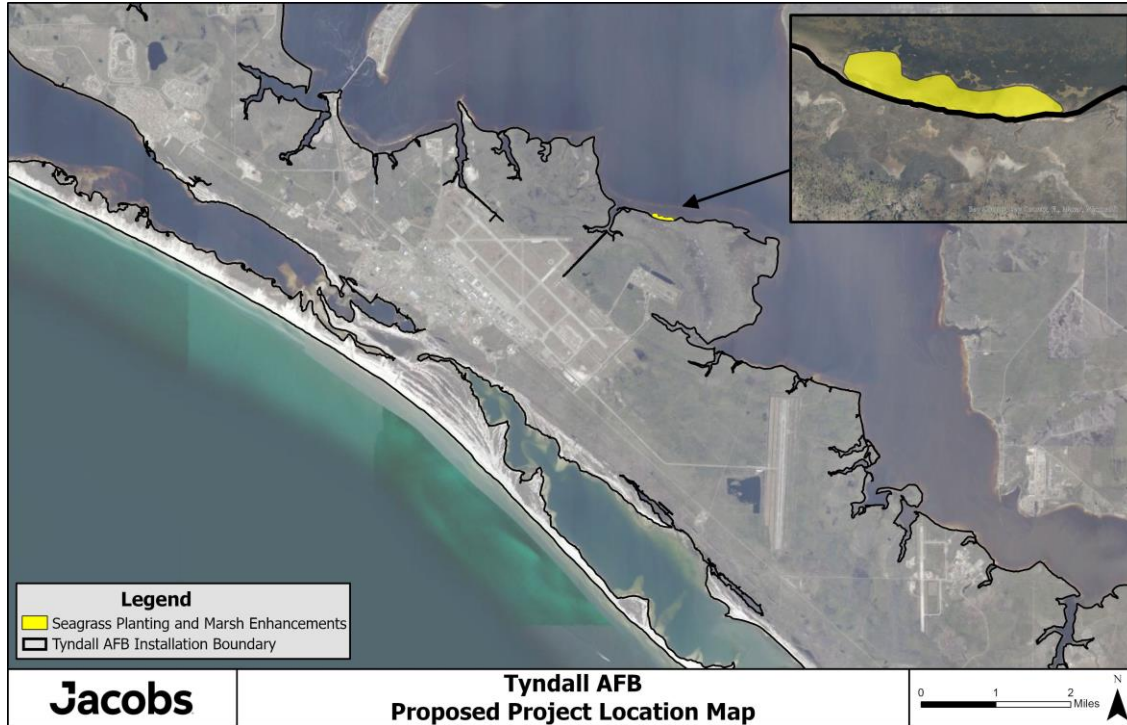 Legend
Seagrass Planting and Marsh Enhancements
Tyndall AFB Installation Boundary
Jacobs
Tyndall AFB
Proposed Project Location Map
N
0 1 2
Miles